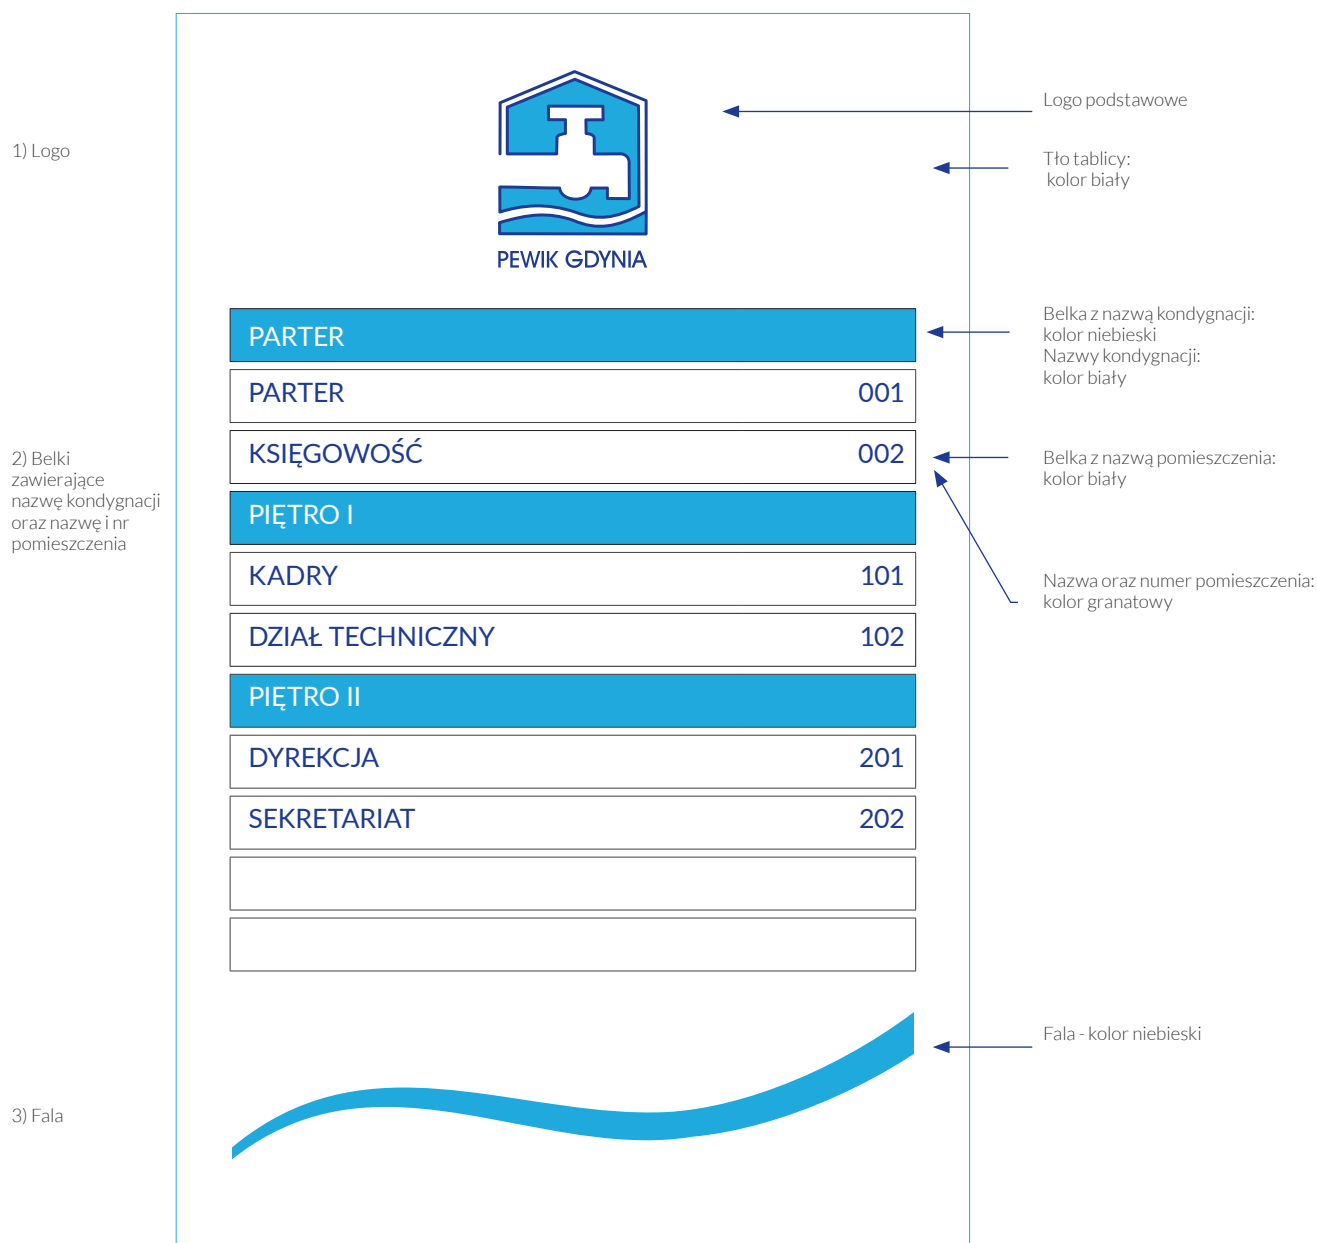 1) Logo
PEWIK GDYNIA
Logo podstawowe
Tło tablicy:
kolor biały
2) Belki
zawierające
nazwę kondygnacji
oraz nazwę i nr
pomieszczenia
PARTER
PARTER 001
KSIĘGOWOŚĆ 002
PIĘTRO I
KADRY 101
DZIAŁ TECHNICZNY 102
PIĘTRO II
DYREKCJA 201
SEKRETARIAT 202
Belka z nazwą kondygnacji:
kolor niebieski
Nazwy kondygnacji:
kolor biały
Belka z nazwą pomieszczenia:
kolor biały
Nazwa oraz numer pomieszczenia:
kolor granatowy
3) Fala
Fala - kolor niebieski